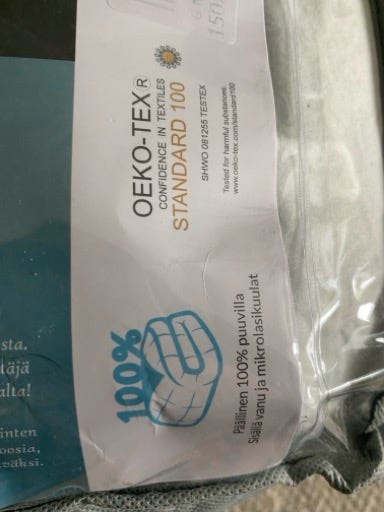 OEKO-TEX®
CONFIDENCE IN TEXTILES
STANDARD 100
SHWO 081255 TESTEX
Tested for harmful substances.
www.oeko-tex.com/standard100
100%
Päällinen 100% puuvilla
Sisällä vanu ja mikrolasikuulat